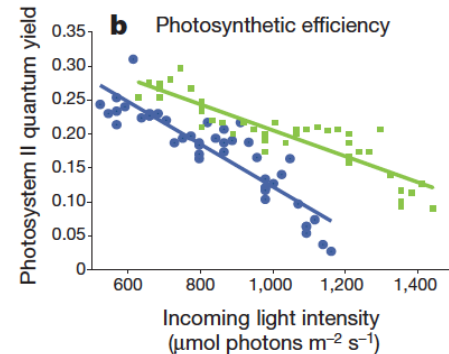 b Photosynthetic efficiency
Photosystem II quantum yield
0.35
0.30
0.25
0.20
0.15
0.10
0.05
0
600 800 1,000 1,200 1,400
Incoming light intensity
(μmol photons m⁻² s⁻¹)